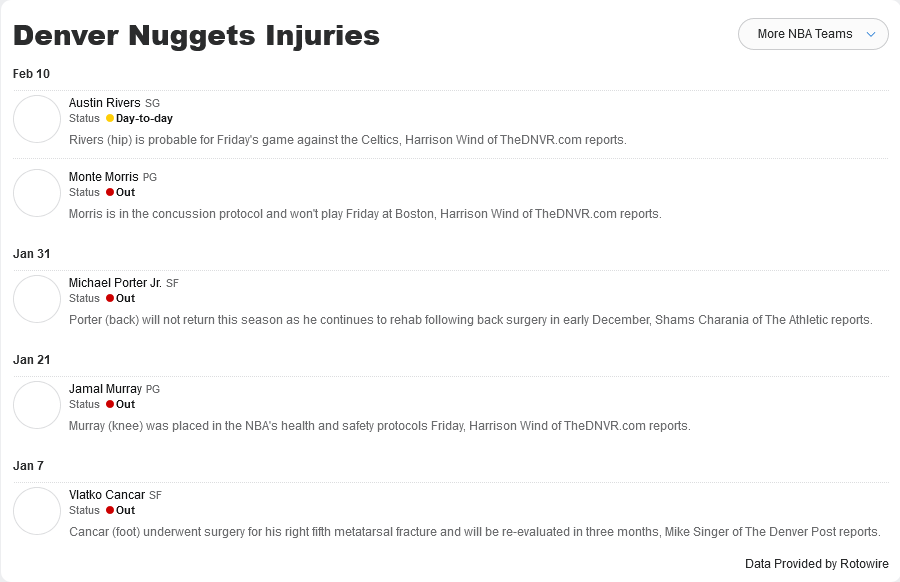 Denver Nuggets Injuries
More NBA Teams
Feb 10
Austin Rivers SG
Status Day-to-day
Rivers (hip) is probable for Friday's game against the Celtics, Harrison Wind of TheDNVR.com reports.
Monte Morris PG
Status Out
Morris is in the concussion protocol and won't play Friday at Boston, Harrison Wind of TheDNVR.com reports.
Jan 31
Michael Porter Jr. SF
Status Out
Porter (back) will not return this season as he continues to rehab following back surgery in early December, Shams Charania of The Athletic reports.
Jan 21
Jamal Murray PG
Status Out
Murray (knee) was placed in the NBA's health and safety protocols Friday, Harrison Wind of TheDNVR.com reports.
Jan 7
Vlatko Cancar SF
Status Out
Cancar (foot) underwent surgery for his right fifth metatarsal fracture and will be re-evaluated in three months, Mike Singer of The Denver Post reports.
Data Provided by Rotowire